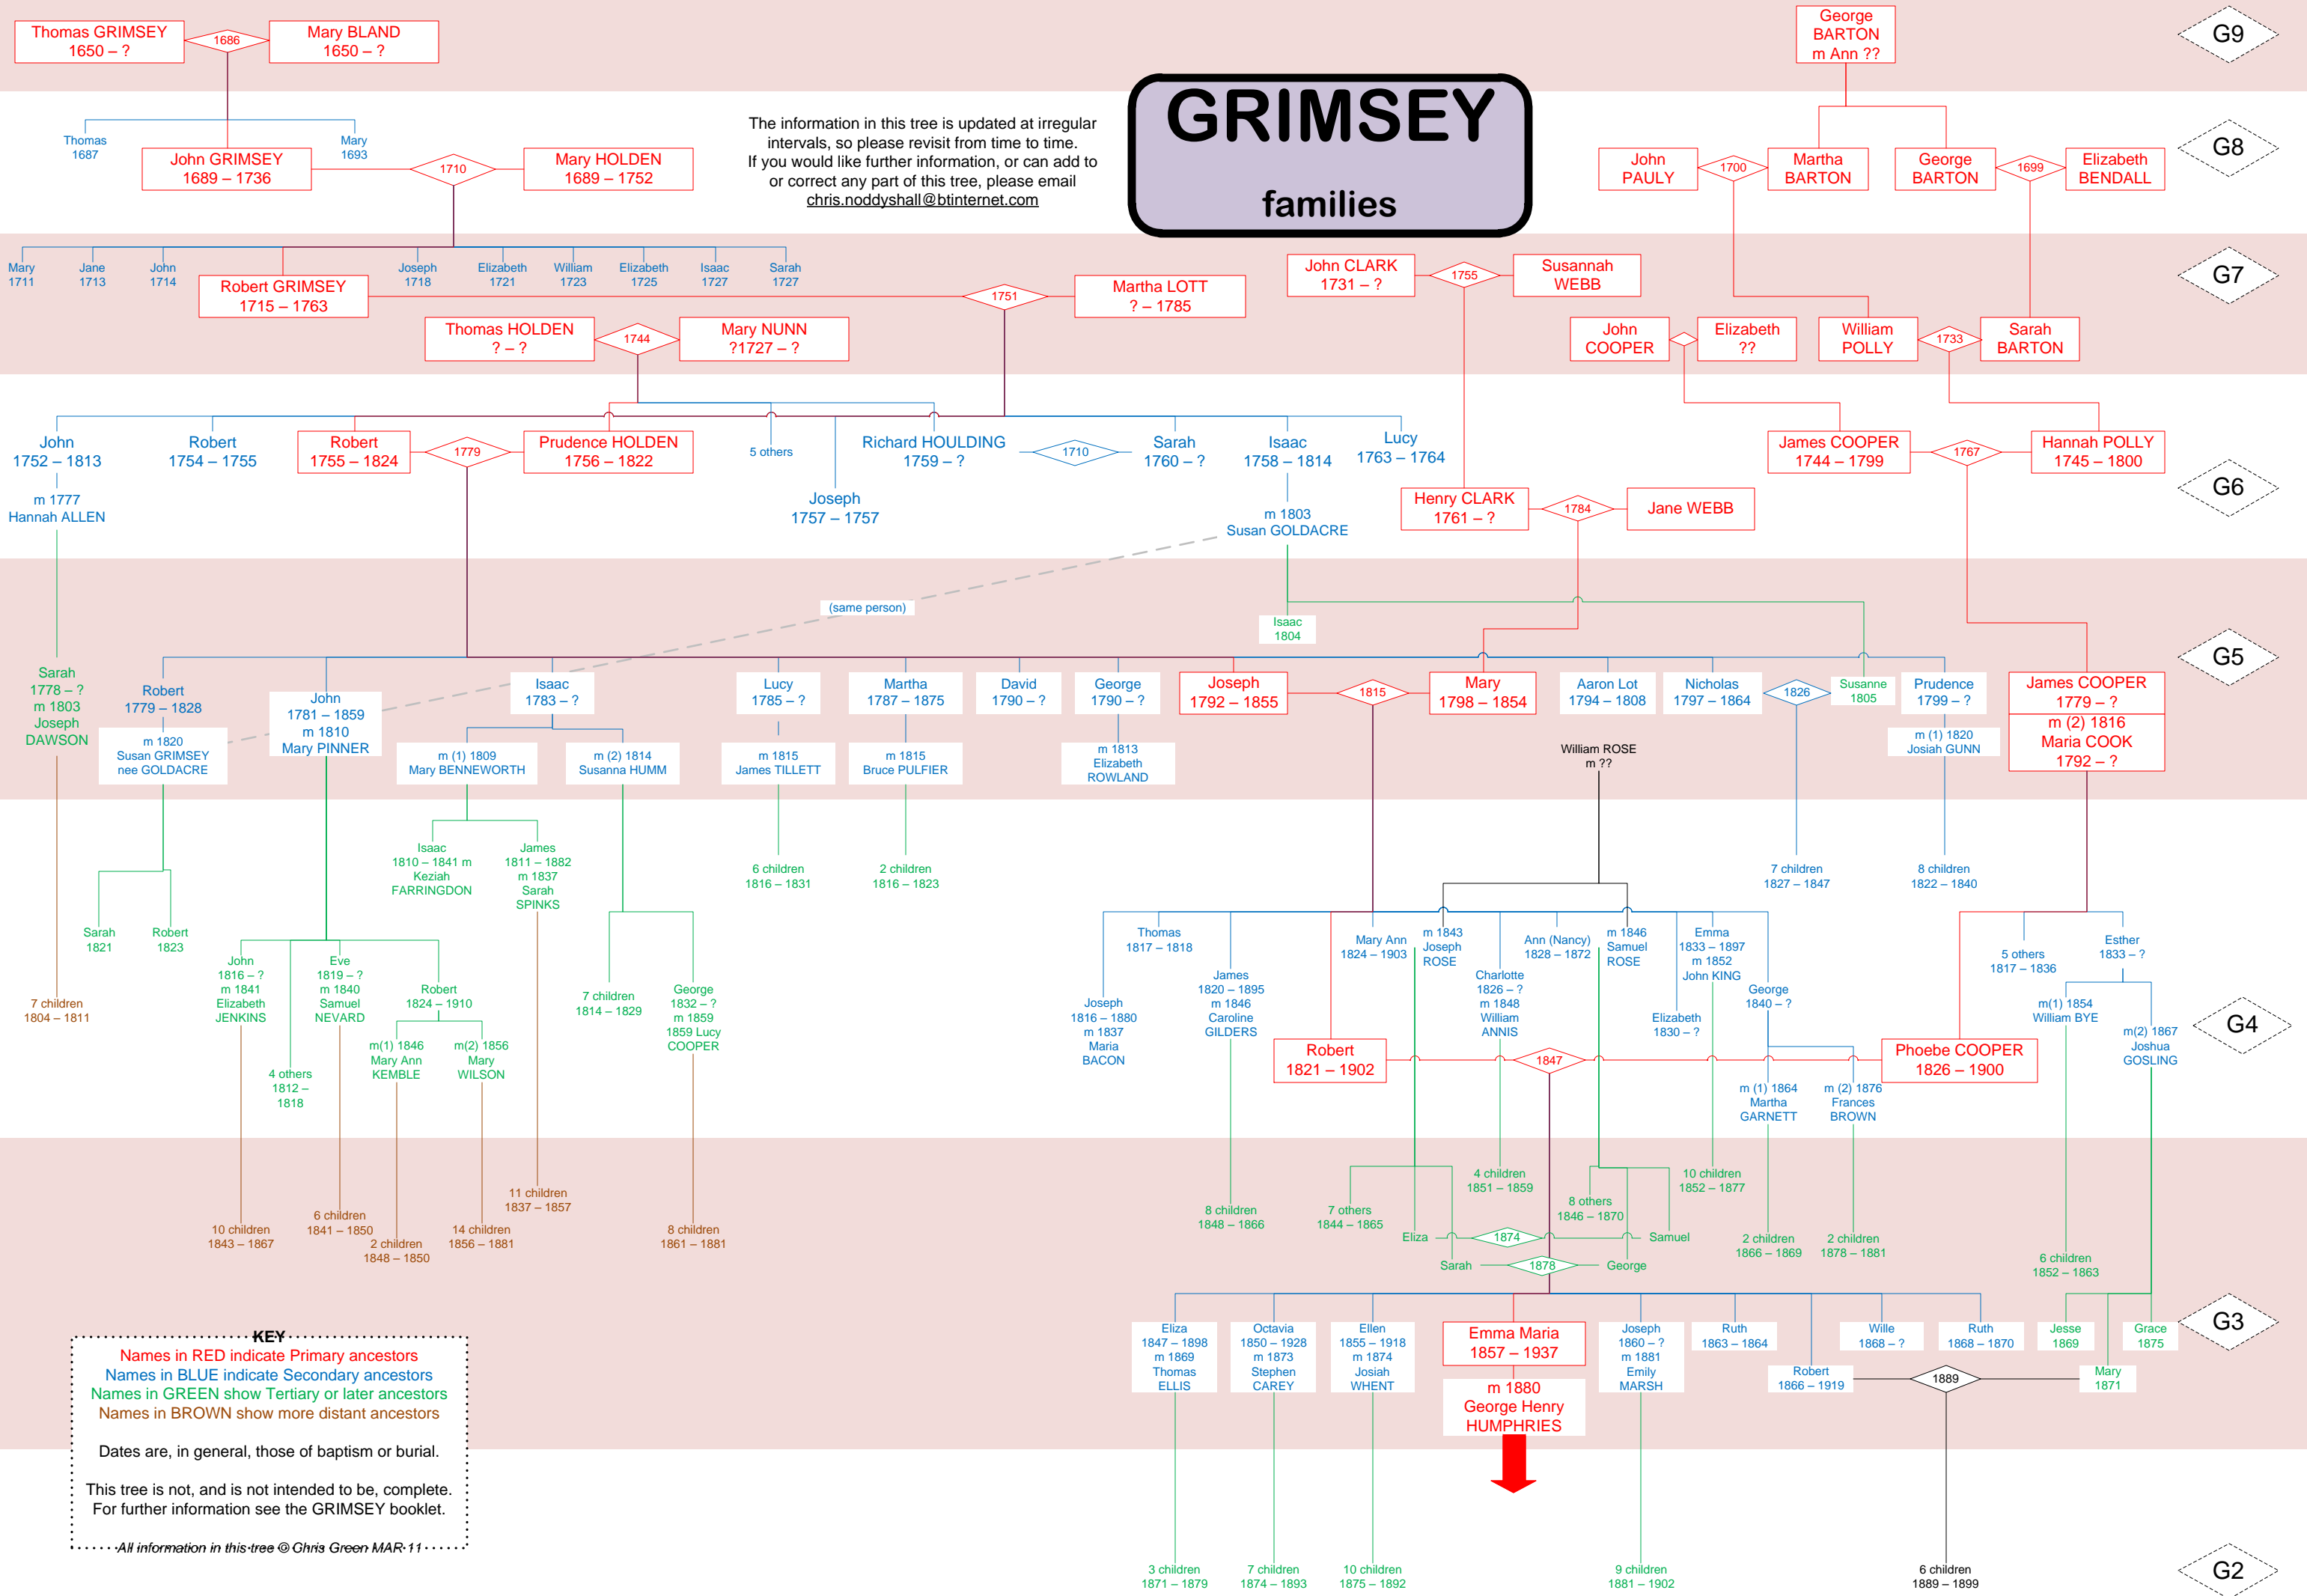 GRIMSEY
families
The information in this tree is updated at irregular
intervals, so please revisit from time to time.
If you would like further information, or can add to
or correct any part of this tree, please email
chris.noddyshall@btinternet.com
G9
Thomas GRIMSEY
1650 – ?
1686
Mary BLAND
1650 – ?
George
BARTON
m Ann ??
G8
Thomas
1687
John GRIMSEY
1689 – 1736
Mary
1693
1710
Mary HOLDEN
1689 – 1752
John
PAULY
1700
Martha
BARTON
George
BARTON
1699
Elizabeth
BENDALL
G7
Mary
1711
Jane
1713
John
1714
Robert GRIMSEY
1715 – 1763
Joseph
1718
Elizabeth
1721
William
1723
Elizabeth
1725
Isaac
1727
Sarah
1727
1751
Martha LOTT
? – 1785
John CLARK
1731 – ?
1755
Susannah
WEBB
Thomas HOLDEN
? – ?
1744
Mary NUNN
?1727 – ?
John
COOPER
Elizabeth
??
William
POLLY
1733
Sarah
BARTON
G6
John
1752 – 1813
m 1777
Hannah ALLEN
Robert
1754 – 1755
Robert
1755 – 1824
1779
Prudence HOLDEN
1756 – 1822
5 others
Joseph
1757 – 1757
Richard HOULDING
1759 – ?
1710
Sarah
1760 – ?
Isaac
1758 – 1814
m 1803
Susan GOLDACRE
Lucy
1763 – 1764
Henry CLARK
1761 – ?
1784
Jane WEBB
James COOPER
1744 – 1799
1767
Hannah POLLY
1745 – 1800
G5
(same person)
Isaac
1804
Sarah
1778 – ?
m 1803
Joseph
DAWSON
Robert
1779 – 1828
m 1820
Susan GRIMSEY
nee GOLDACRE
John
1781 – 1859
m 1810
Mary PINNER
Isaac
1783 – ?
m (1) 1809
Mary BENNEWORTH
m (2) 1814
Susanna HUMM
Lucy
1785 – ?
m 1815
James TILLETT
Martha
1787 – 1875
m 1815
Bruce PULFIER
David
1790 – ?
George
1790 – ?
m 1813
Elizabeth
ROWLAND
Joseph
1792 – 1855
1815
Mary
1798 – 1854
Aaron Lot
1794 – 1808
Nicholas
1797 – 1864
1826
Susanne
1805
Prudence
1799 – ?
m (1) 1820
Josiah GUNN
James COOPER
1779 – ?
m (2) 1816
Maria COOK
1792 – ?
William ROSE
m ??
G4
7 children
1804 – 1811
Sarah
1821
Robert
1823
John
1816 – ?
m 1841
Elizabeth
JENKINS
4 others
1812 –
1818
Eve
1819 – ?
m 1840
Samuel
NEVARD
Robert
1824 – 1910
m(1) 1846
Mary Ann
KEMBLE
m(2) 1856
Mary
WILSON
Isaac
1810 – 1841 m
Keziah
FARRINGDON
James
1811 – 1882
m 1837
Sarah
SPINKS
7 children
1814 – 1829
George
1832 – ?
m 1859
1859 Lucy
COOPER
6 children
1816 – 1831
2 children
1816 – 1823
7 children
1827 – 1847
8 children
1822 – 1840
Joseph
1816 – 1880
m 1837
Maria
BACON
Thomas
1817 – 1818
James
1820 – 1895
m 1846
Caroline
GILDERS
Robert
1821 – 1902
1847
Phoebe COOPER
1826 – 1900
Mary Ann
1824 – 1903
m 1843
Joseph
ROSE
Charlotte
1826 – ?
m 1848
William
ANNIS
Ann (Nancy)
1828 – 1872
m 1846
Samuel
ROSE
Elizabeth
1830 – ?
Emma
1833 – 1897
m 1852
John KING
George
1840 – ?
m (1) 1864
Martha
GARNETT
m (2) 1876
Frances
BROWN
5 others
1817 – 1836
Esther
1833 – ?
m(1) 1854
William BYE
m(2) 1867
Joshua
GOSLING
G3
10 children
1843 – 1867
6 children
1841 – 1850
2 children
1848 – 1850
14 children
1856 – 1881
11 children
1837 – 1857
8 children
1861 – 1881
8 children
1848 – 1866
7 others
1844 – 1865
4 children
1851 – 1859
8 others
1846 – 1870
10 children
1852 – 1877
Eliza
1874
Samuel
Sarah
1878
George
2 children
1866 – 1869
2 children
1878 – 1881
6 children
1852 – 1863
Eliza
1847 – 1898
m 1869
Thomas
ELLIS
Octavia
1850 – 1928
m 1873
Stephen
CAREY
Ellen
1855 – 1918
m 1874
Josiah
WHENT
Emma Maria
1857 – 1937
m 1880
George Henry
HUMPHRIES
Joseph
1860 – ?
m 1881
Emily
MARSH
Ruth
1863 – 1864
Robert
1866 – 1919
Wille
1868 – ?
1889
Ruth
1868 – 1870
Jesse
1869
Mary
1871
Grace
1875
G2
3 children
1871 – 1879
7 children
1874 – 1893
10 children
1875 – 1892
9 children
1881 – 1902
6 children
1889 – 1899
KEY
Names in RED indicate Primary ancestors
Names in BLUE indicate Secondary ancestors
Names in GREEN show Tertiary or later ancestors
Names in BROWN show more distant ancestors
Dates are, in general, those of baptism or burial.
This tree is not, and is not intended to be, complete.
For further information see the GRIMSEY booklet.
All information in this tree @ Chris Green MAR 11